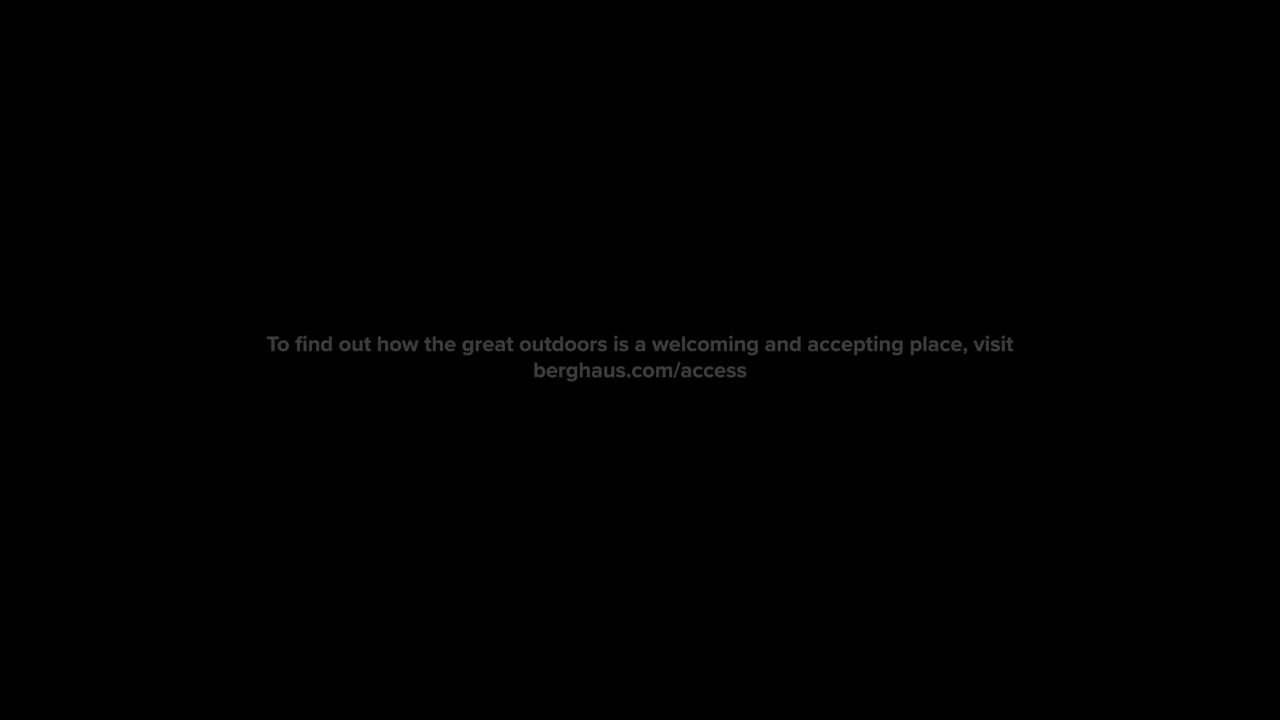 To find out how the great outdoors is a welcoming and accepting place, visit
berghaus.com/access